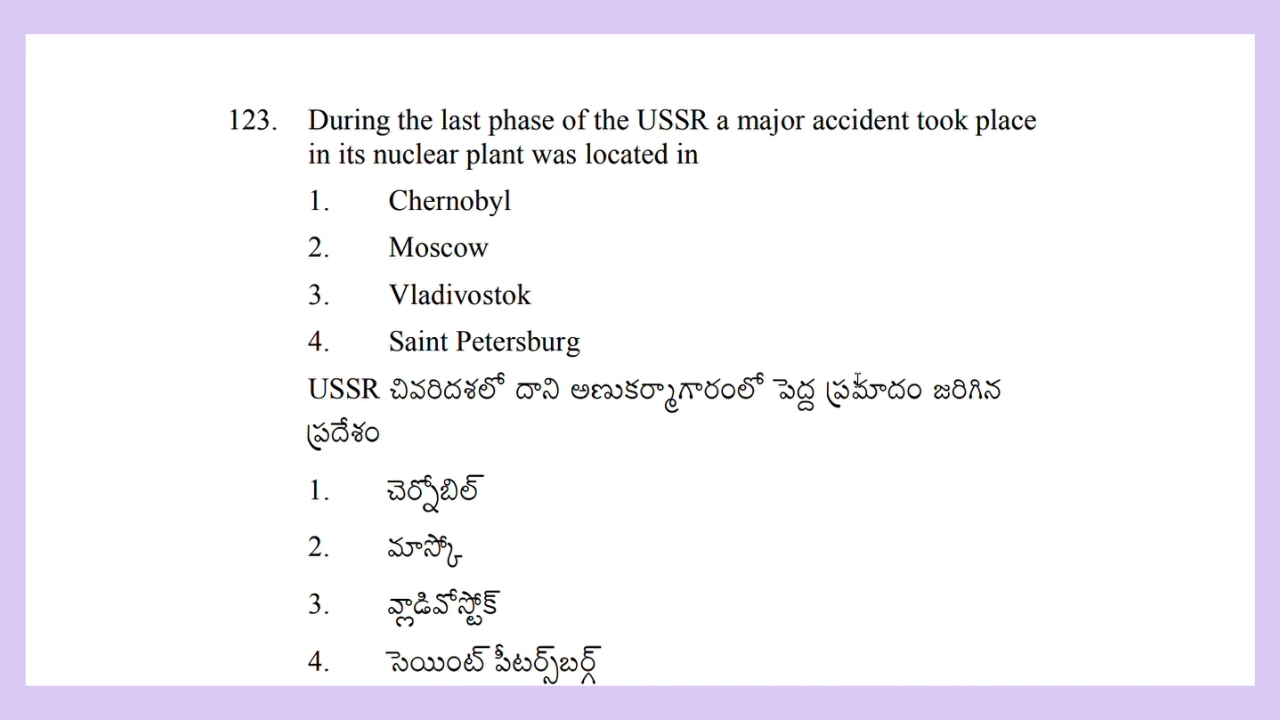 123. During the last phase of the USSR a major accident took place
in its nuclear plant was located in
1. Chernobyl
2. Moscow
3. Vladivostok
4. Saint Petersburg
USSR చివరిదశలో దాని అణుకర్మాగారంలో పెద్ద ప్రమాదం జరిగిన
ప్రదేశం
1. చెర్నోబిల్
2. మాస్కో
3. వ్లాడివోస్టోక్
4. సెయింట్ పీటర్స్‌బర్గ్